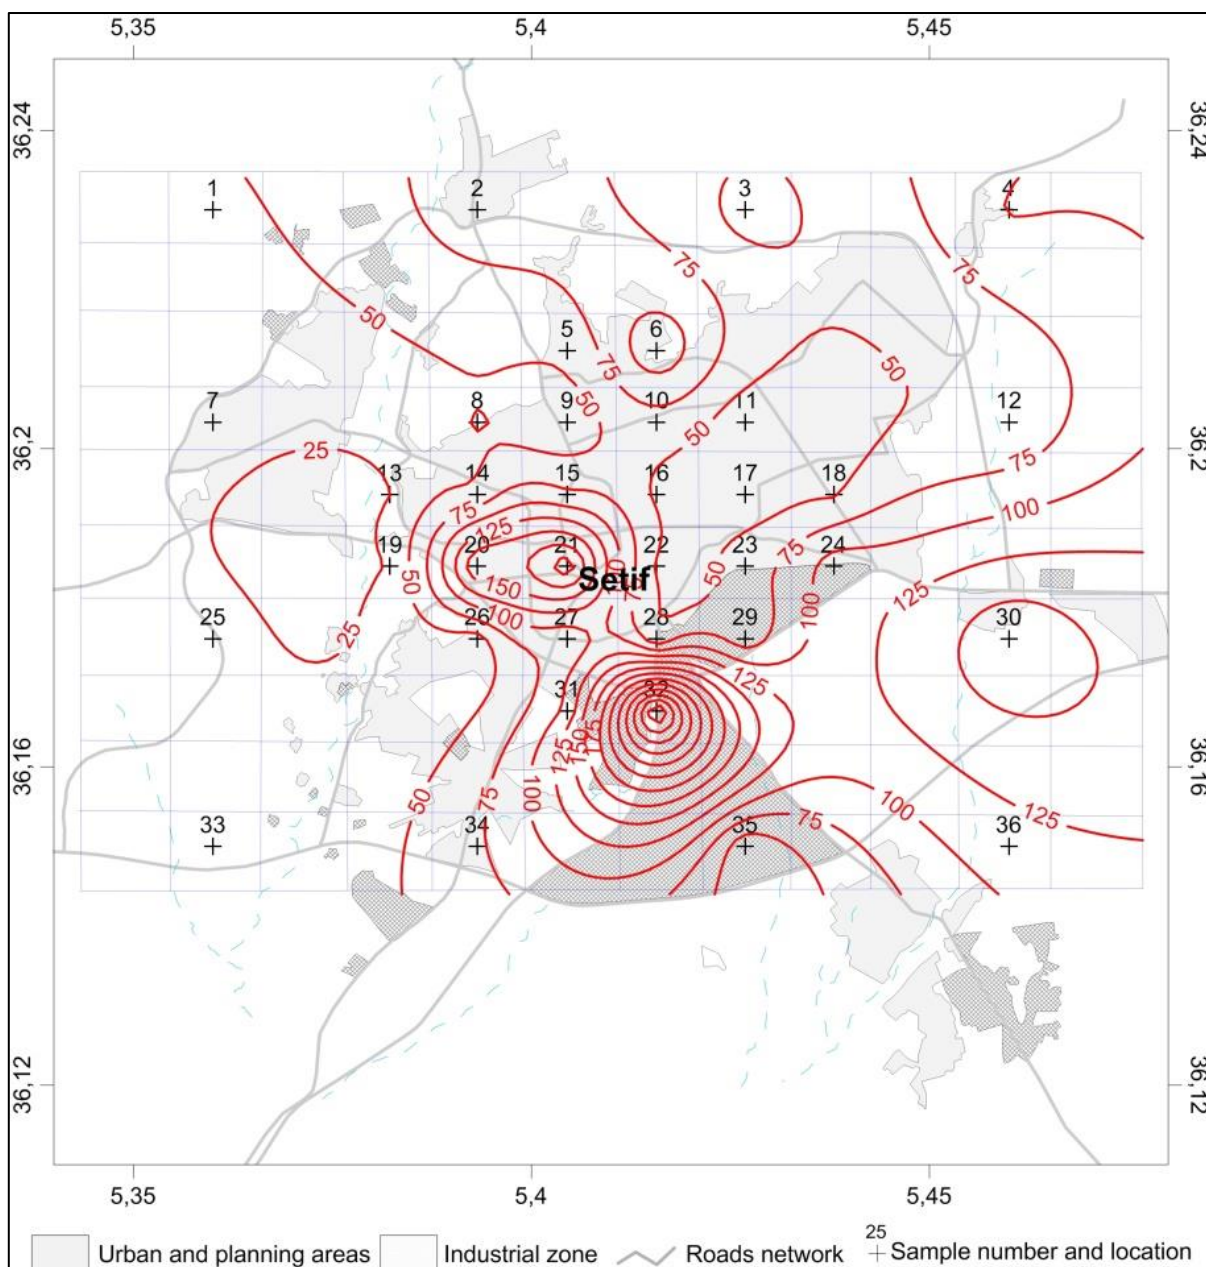 5,35 5,4 5,45
36,24 36,24
1 2 3 4
75 75
50
5 6
75 50
50
7 8 9 10 11 12
50
36,2 36,2
25 75
13 14 15 16 17 18
75 100
125
19 20 21 22 23 24
75
Setif
50 150 50 125
100 100
25 26 27 28 29 30
25
125
31 32
125 150 175
36,16 36,16
50 75 100 100
75 125
33 34 35 36
36,12 36,12
5,35 5,4 5,45
25
Urban and planning areas Industrial zone Roads network Sample number and location